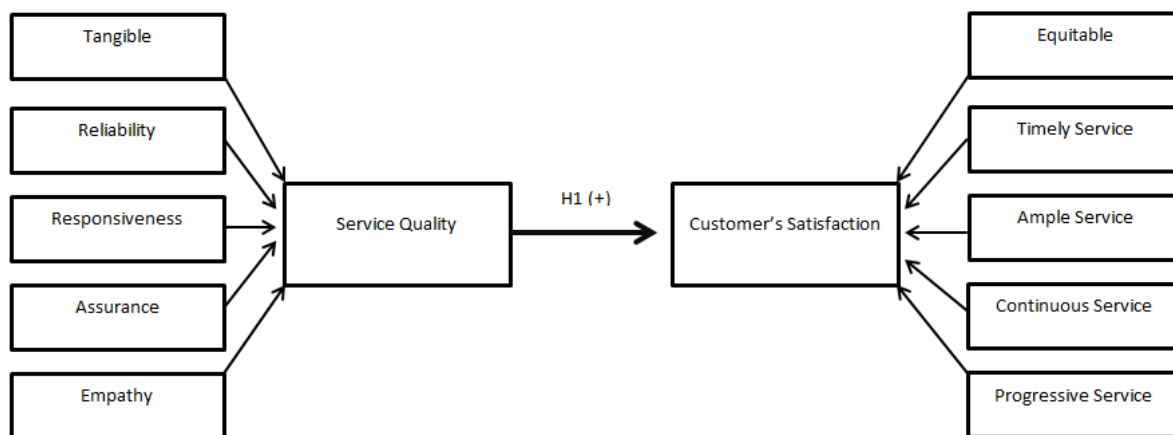 Tangible
Reliability
Responsiveness
Assurance
Empathy
Service Quality
H1 (+)
Customer's Satisfaction
Equitable
Timely Service
Ample Service
Continuous Service
Progressive Service